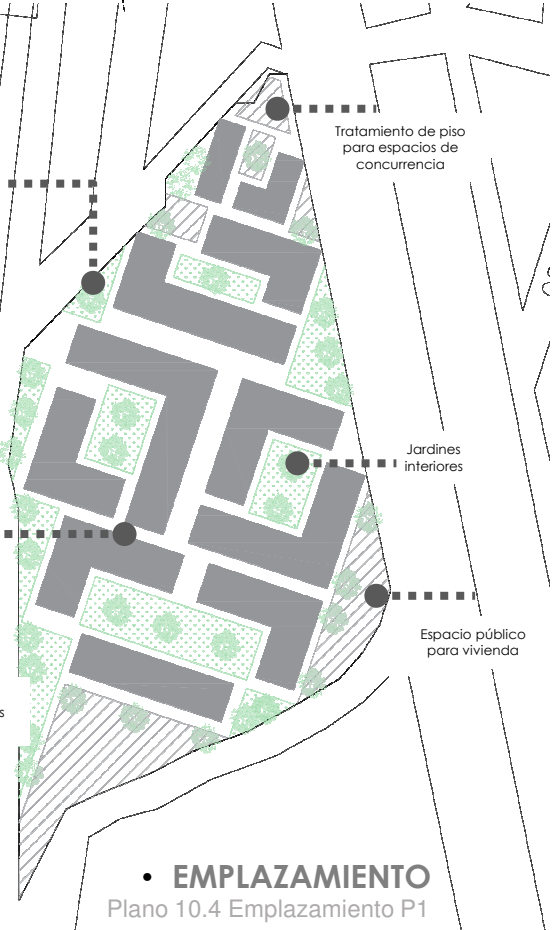 Tratamiento de piso
para espacios de
concurrencia
Jardines
interiores
Espacio público
para vivienda
s
• EMPLAZAMIENTO
Plano 10.4 Emplazamiento P1